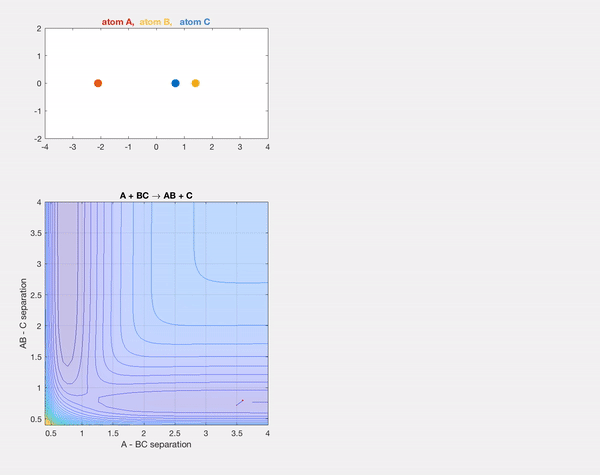 atom A, atom B, atom C
2
1
0
-1
-2
-4 -3 -2 -1 0 1 2 3 4
A + BC → AB + C
4
3.5
3
2.5
2
1.5
1
0.5
AB - C separation
0.5 1 1.5 2 2.5 3 3.5 4
A - BC separation